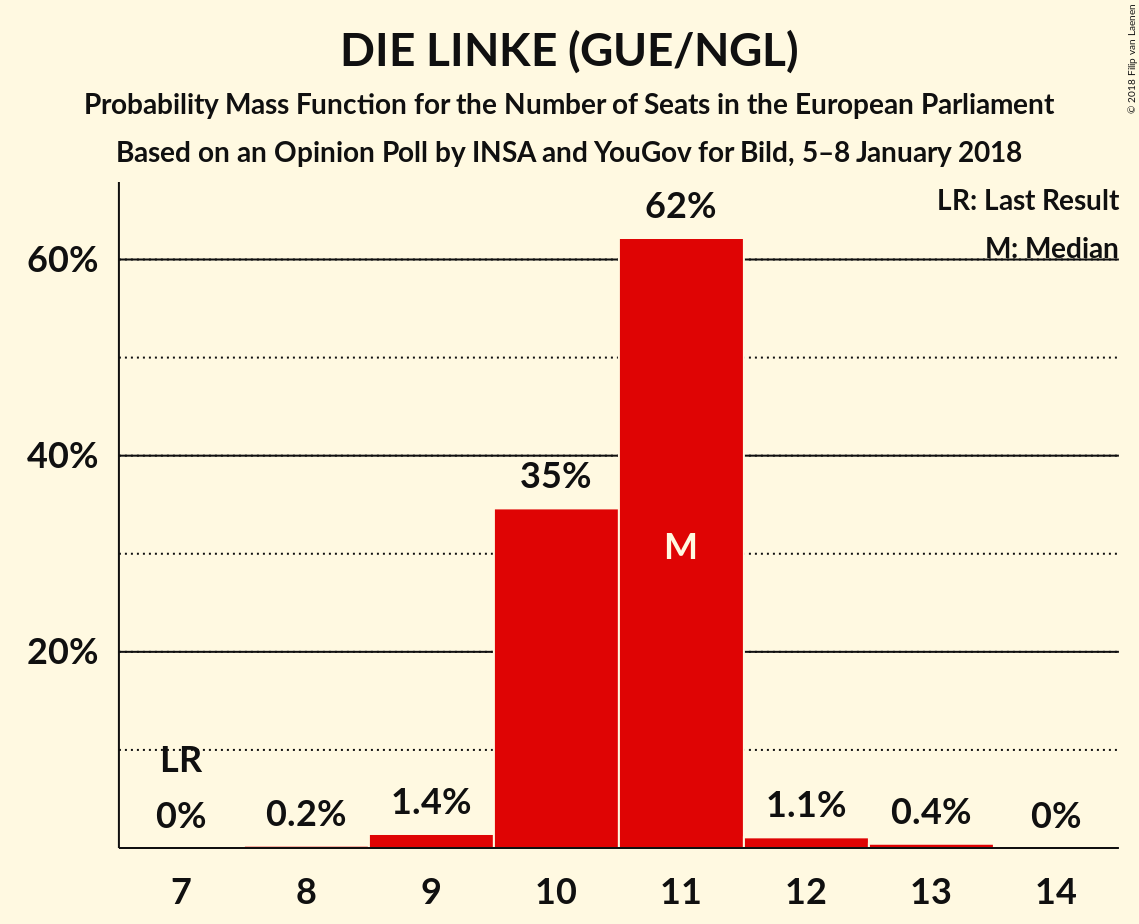 DIE LINKE (GUE/NGL)
Probability Mass Function for the Number of Seats in the European Parliament
Based on an Opinion Poll by INSA and YouGov for Bild, 5–8 January 2018
© 2018 Filip van Laenen
LR: Last Result
M: Median
60%
40%
20%
62%
35%
M
LR
0%
0.2%
1.4%
1.1%
0.4%
0%
7 8 9 10 11 12 13 14